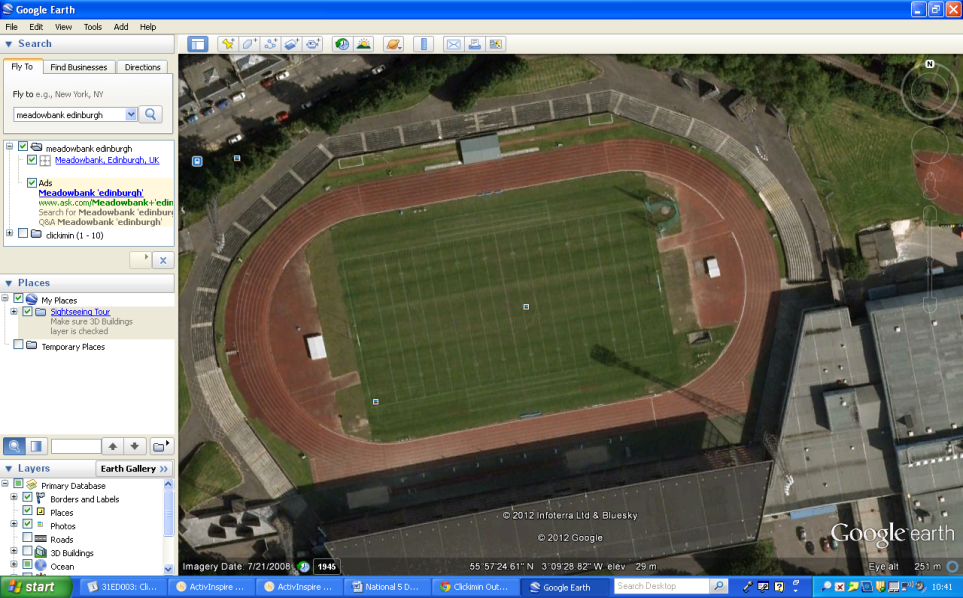 Google Earth
File Edit View Tools Add Help
Search
Fly To Find Businesses Directions
Fly to e.g., New York, NY
meadowbank edinburgh
meadowbank edinburgh
Meadowbank, Edinburgh, UK
Ads
Meadowbank 'edinburgh'
www.ask.com/Meadowbank+'edin
Search for Meadowbank 'edinburg
Q&A Meadowbank 'edinburgh'
clickimin (1 - 10)
Places
My Places
Sightseeing Tour
Make sure 3D Buildings
layer is checked
Temporary Places
Layers Earth Gallery >>
Primary Database
Borders and Labels
Places
Photos
Roads
3D Buildings
Ocean
N
© 2012 Infoterra Ltd & Bluesky
© 2012 Google
Google earth
Imagery Date: 7/21/2008 1945 55°57'24.61" N 3°09'28.82" W elev 29 m Eye alt 251 m
start 31ED003: Cli... ActivInspire ... ActivInspire ... National 5 D... Clickimin Out... Google Earth Search Desktop 10:41